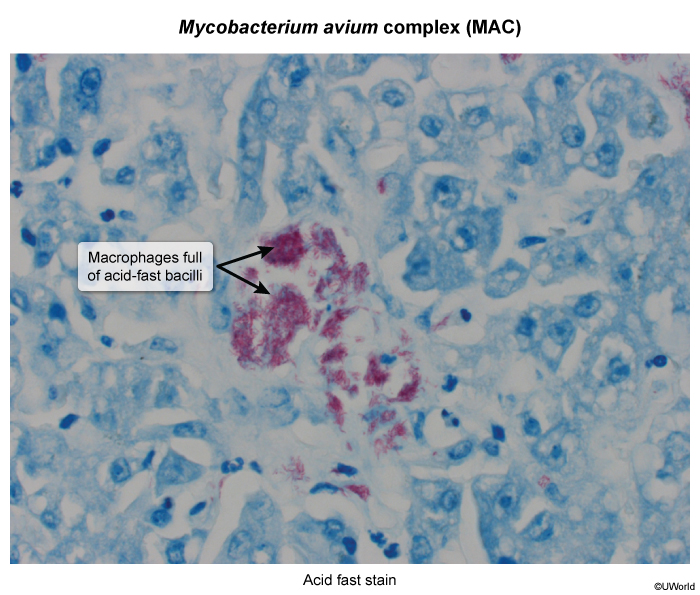 Mycobacterium avium complex (MAC)
Macrophages full
of acid-fast bacilli
Acid fast stain
©UWorld